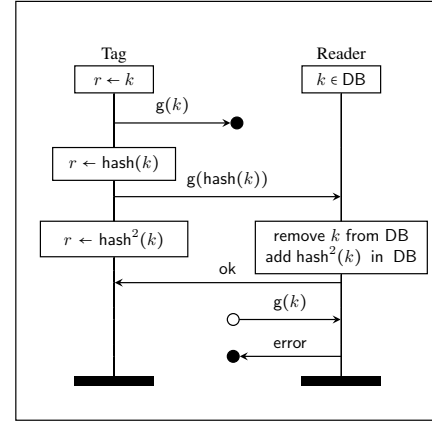 Tag Reader
r ← k k ∈ DB
g(k)
r ← hash(k)
g(hash(k))
r ← hash²(k) remove k from DB
add hash²(k) in DB
ok
g(k)
error